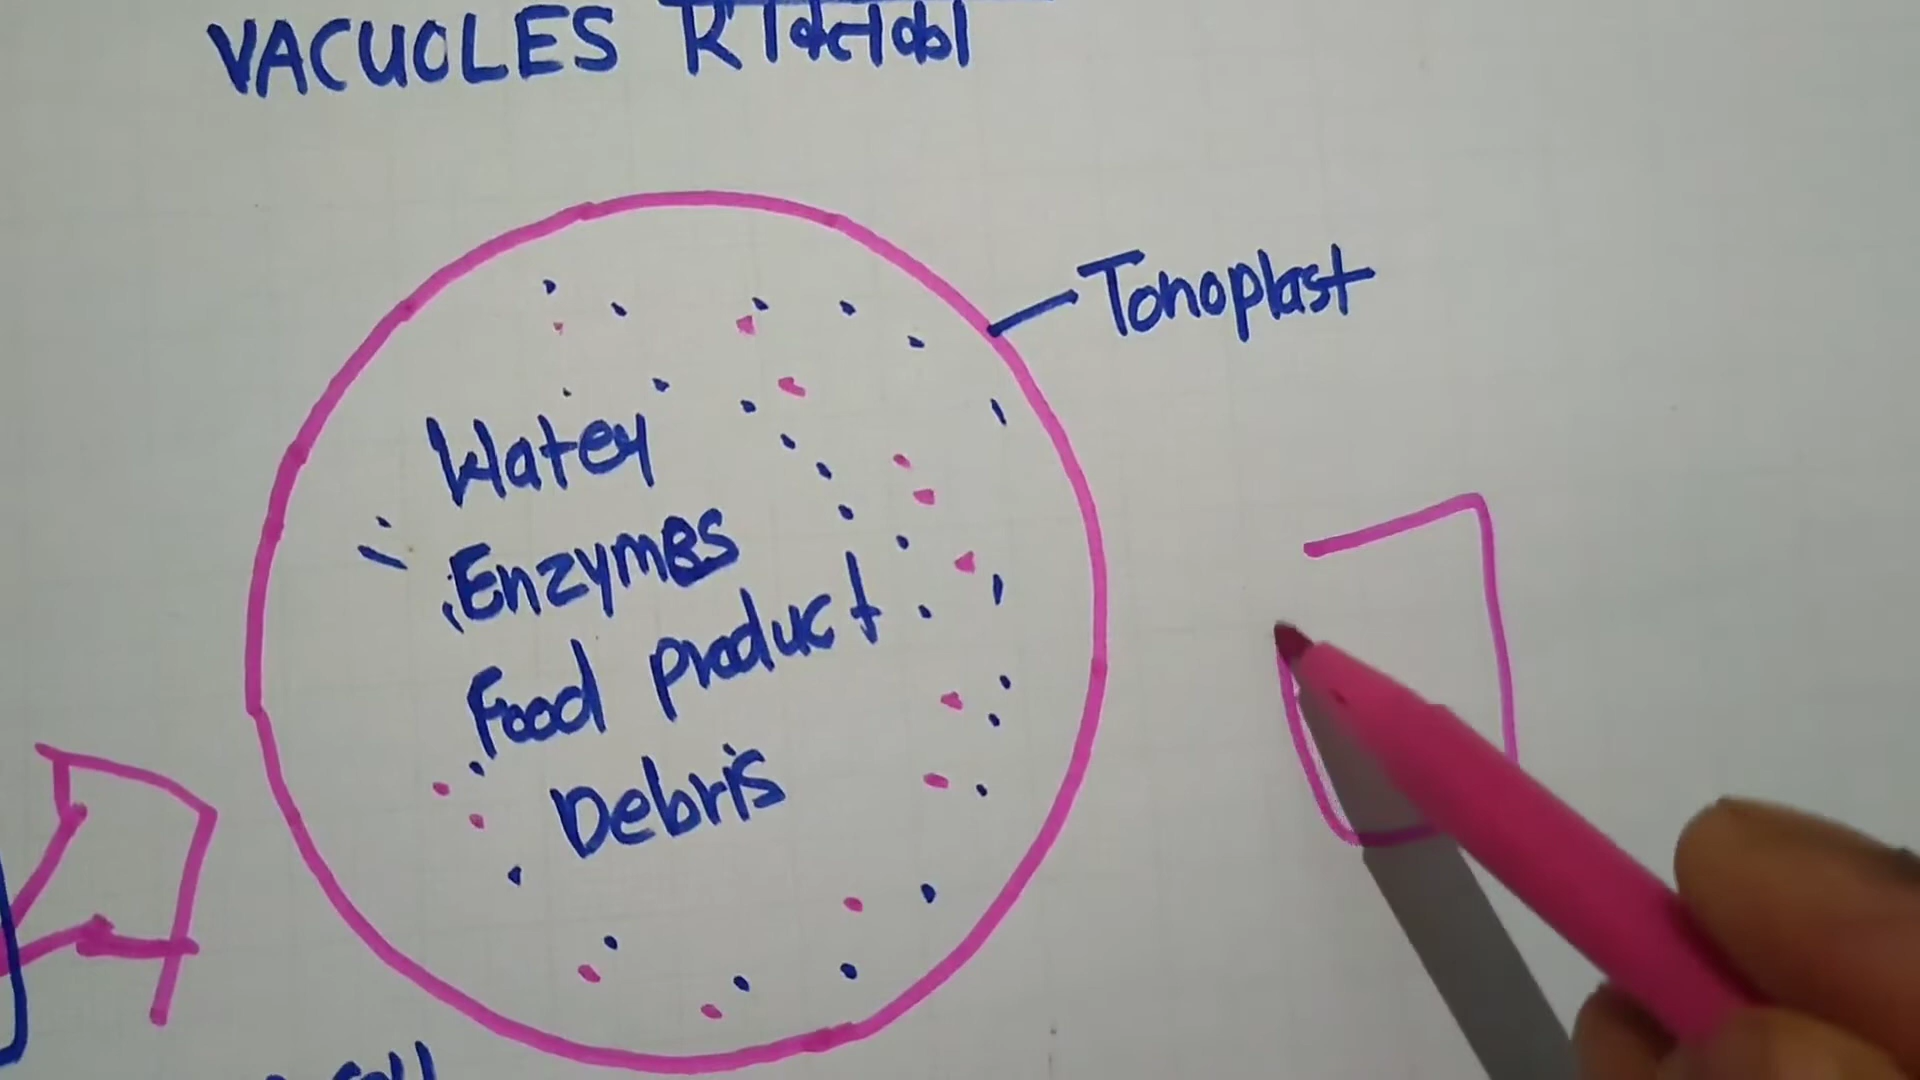 VACUOLES रिक्तिका
Tonoplast
Water
Enzymes
Food product
Debris